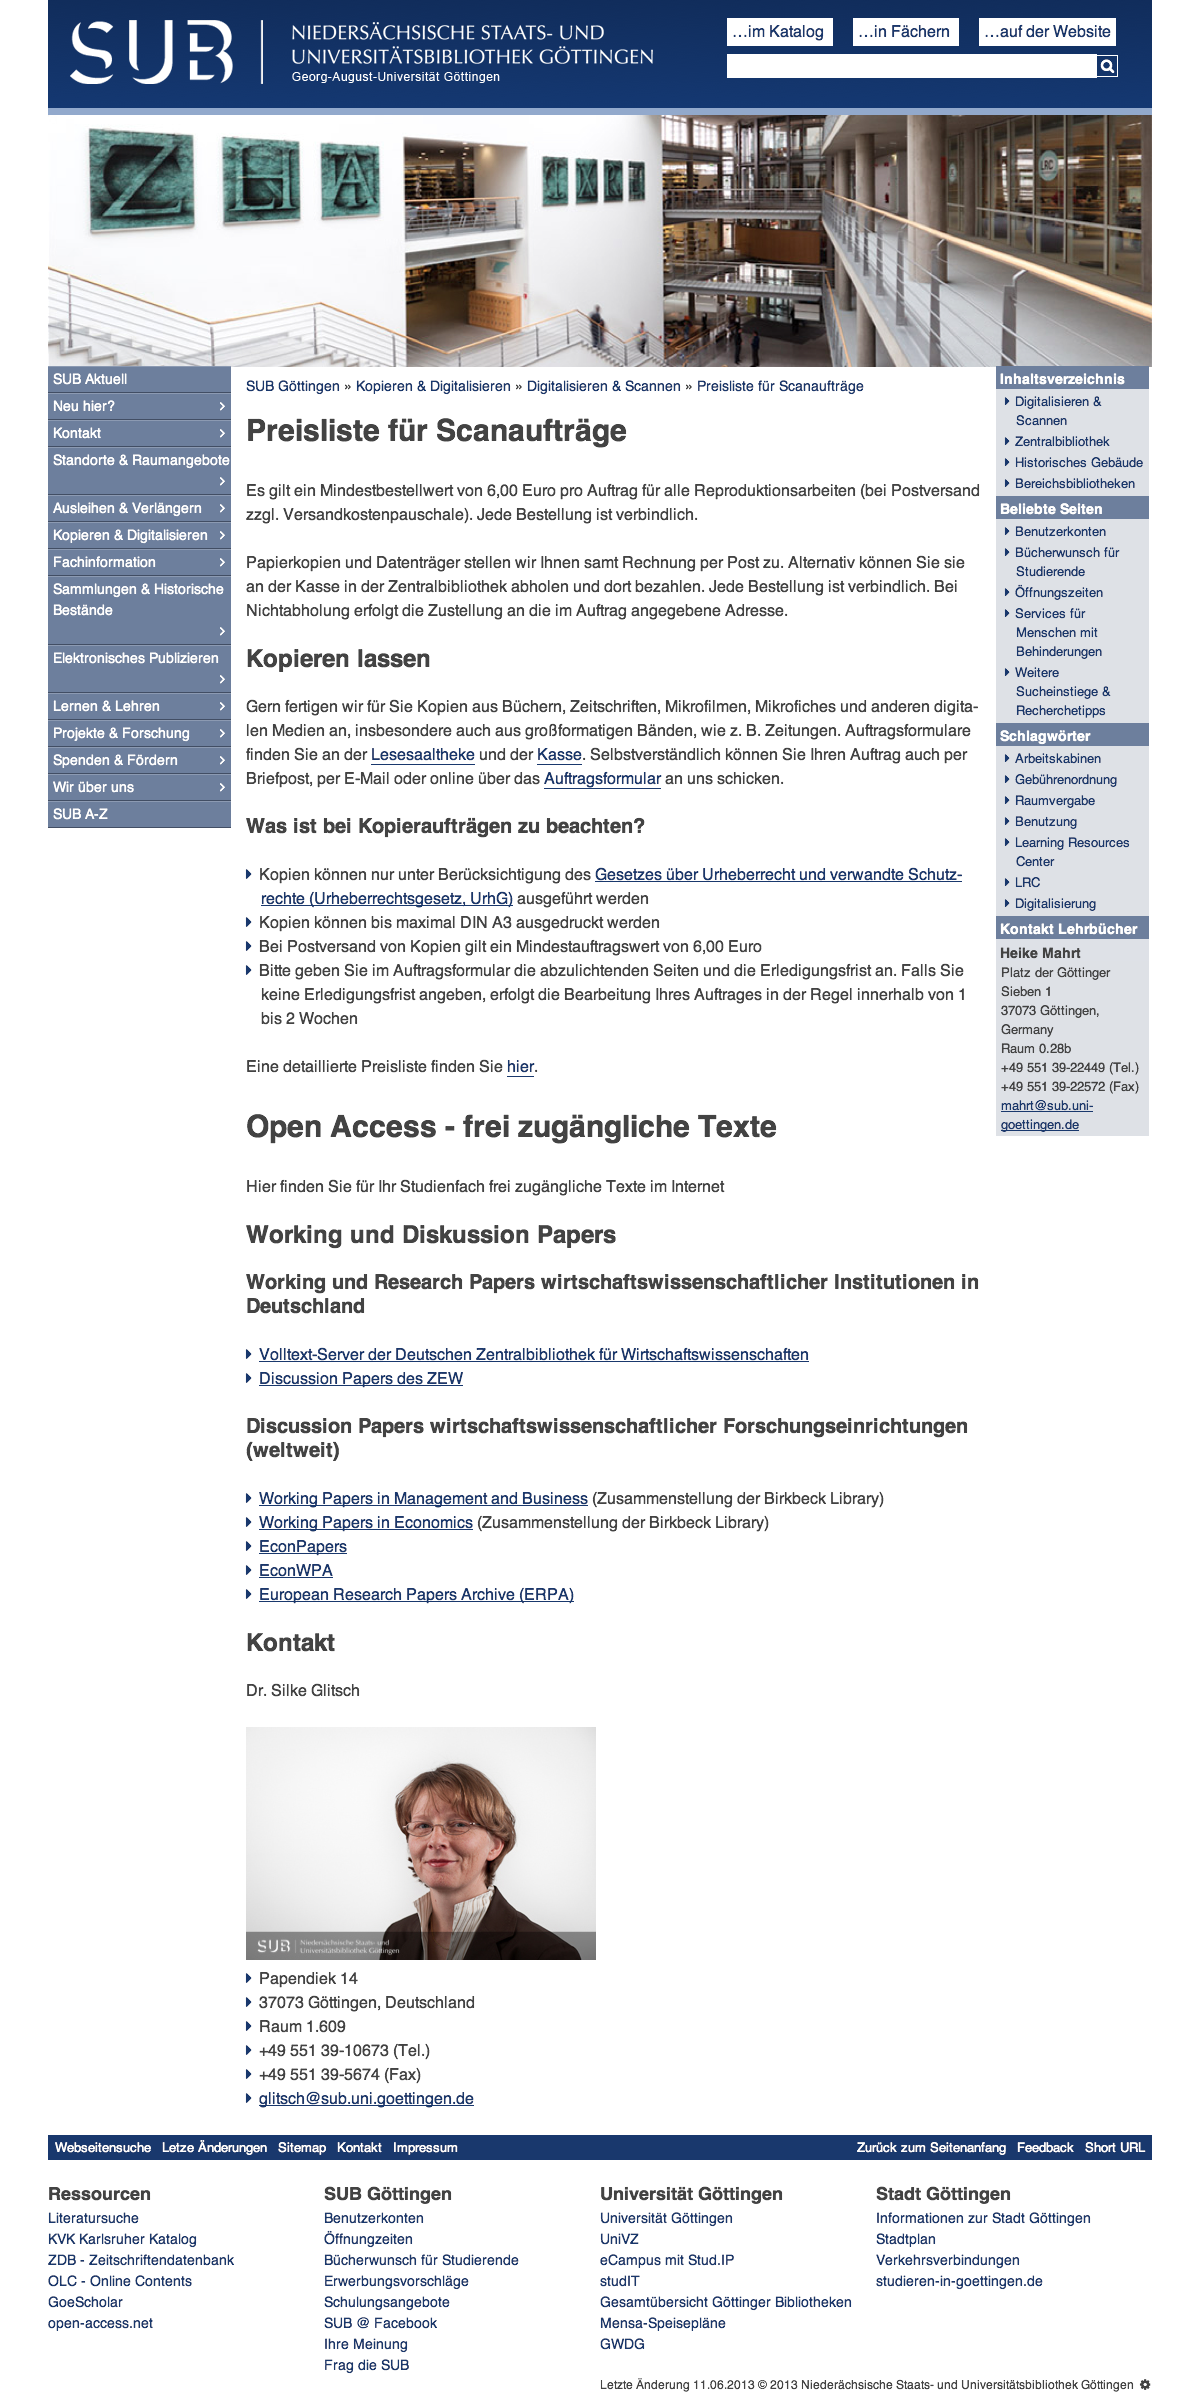 SUB
NIEDERSÄCHSISCHE STAATS- UND
UNIVERSITÄTSBIBLIOTHEK GÖTTINGEN
Georg-August-Universität Göttingen
...im Katalog
...in Fächern
...auf der Website
Z H A
LRC
SUB Aktuell
Neu hier?
Kontakt
Standorte & Raumangebote
Ausleihen & Verlängern
Kopieren & Digitalisieren
Fachinformation
Sammlungen & Historische
Bestände
Elektronisches Publizieren
Lernen & Lehren
Projekte & Forschung
Spenden & Fördern
Wir über uns
SUB A-Z
SUB Göttingen » Kopieren & Digitalisieren » Digitalisieren & Scannen » Preisliste für Scanaufträge
Preisliste für Scanaufträge
Es gilt ein Mindestbestellwert von 6,00 Euro pro Auftrag für alle Reproduktionsarbeiten (bei Postversand
zzgl. Versandkostenpauschale). Jede Bestellung ist verbindlich.
Papierkopien und Datenträger stellen wir Ihnen samt Rechnung per Post zu. Alternativ können Sie sie
an der Kasse in der Zentralbibliothek abholen und dort bezahlen. Jede Bestellung ist verbindlich. Bei
Nichtabholung erfolgt die Zustellung an die im Auftrag angegebene Adresse.
Kopieren lassen
Gern fertigen wir für Sie Kopien aus Büchern, Zeitschriften, Mikrofilmen, Mikrofiches und anderen digita-
len Medien an, insbesondere auch aus großformatigen Bänden, wie z. B. Zeitungen. Auftragsformulare
finden Sie an der Lesesaaltheke und der Kasse. Selbstverständlich können Sie Ihren Auftrag auch per
Briefpost, per E-Mail oder online über das Auftragsformular an uns schicken.
Was ist bei Kopieraufträgen zu beachten?
Kopien können nur unter Berücksichtigung des Gesetzes über Urheberrecht und verwandte Schutz-
rechte (Urheberrechtsgesetz, UrhG) ausgeführt werden
Kopien können bis maximal DIN A3 ausgedruckt werden
Bei Postversand von Kopien gilt ein Mindestauftragswert von 6,00 Euro
Bitte geben Sie im Auftragsformular die abzulichtenden Seiten und die Erledigungsfrist an. Falls Sie
keine Erledigungsfrist angeben, erfolgt die Bearbeitung Ihres Auftrages in der Regel innerhalb von 1
bis 2 Wochen
Eine detaillierte Preisliste finden Sie hier.
Open Access - frei zugängliche Texte
Hier finden Sie für Ihr Studienfach frei zugängliche Texte im Internet
Working und Diskussion Papers
Working und Research Papers wirtschaftswissenschaftlicher Institutionen in
Deutschland
Volltext-Server der Deutschen Zentralbibliothek für Wirtschaftswissenschaften
Discussion Papers des ZEW
Discussion Papers wirtschaftswissenschaftlicher Forschungseinrichtungen
(weltweit)
Working Papers in Management and Business (Zusammenstellung der Birkbeck Library)
Working Papers in Economics (Zusammenstellung der Birkbeck Library)
EconPapers
EconWPA
European Research Papers Archive (ERPA)
Kontakt
Dr. Silke Glitsch
SUB
Niedersächsische Staats- und
Universitätsbibliothek Göttingen
Papendiek 14
37073 Göttingen, Deutschland
Raum 1.609
+49 551 39-10673 (Tel.)
+49 551 39-5674 (Fax)
glitsch@sub.uni.goettingen.de
Inhaltsverzeichnis
Digitalisieren &
Scannen
Zentralbibliothek
Historisches Gebäude
Bereichsbibliotheken
Beliebte Seiten
Benutzerkonten
Bücherwunsch für
Studierende
Öffnungszeiten
Services für
Menschen mit
Behinderungen
Weitere
Sucheinstiege &
Recherchetipps
Schlagwörter
Arbeitskabinen
Gebührenordnung
Raumvergabe
Benutzung
Learning Resources
Center
LRC
Digitalisierung
Kontakt Lehrbücher
Heike Mahrt
Platz der Göttinger
Sieben 1
37073 Göttingen,
Germany
Raum 0.28b
+49 551 39-22449 (Tel.)
+49 551 39-22572 (Fax)
mahrt@sub.uni-
goettingen.de
Webseitensuche Letze Änderungen Sitemap Kontakt Impressum
Zurück zum Seitenanfang Feedback Short URL
Ressourcen
Literatursuche
KVK Karlsruher Katalog
ZDB - Zeitschriftendatenbank
OLC - Online Contents
GoeScholar
open-access.net
SUB Göttingen
Benutzerkonten
Öffnungzeiten
Bücherwunsch für Studierende
Erwerbungsvorschläge
Schulungsangebote
SUB @ Facebook
Ihre Meinung
Frag die SUB
Universität Göttingen
Universität Göttingen
UniVZ
eCampus mit Stud.IP
studIT
Gesamtübersicht Göttinger Bibliotheken
Mensa-Speisepläne
GWDG
Stadt Göttingen
Informationen zur Stadt Göttingen
Stadtplan
Verkehrsverbindungen
studieren-in-goettingen.de
Letzte Änderung 11.06.2013 © 2013 Niedersächsische Staats- und Universitätsbibliothek Göttingen